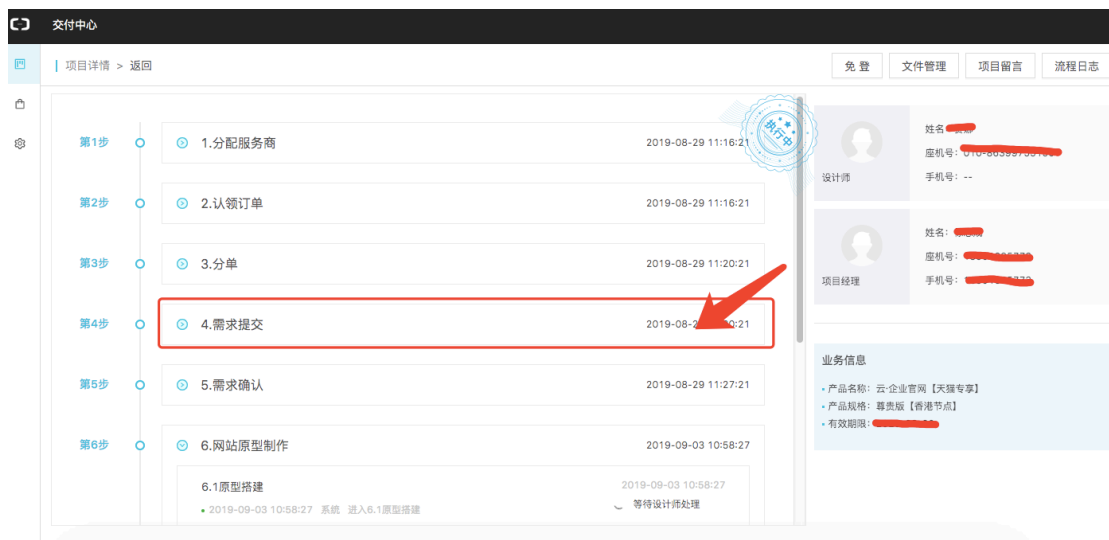 交付中心
项目详情 > 返回
免 登
文件管理
项目留言
流程日志
执行中
第1步
1.分配服务商
2019-08-29 11:16:21
第2步
2.认领订单
2019-08-29 11:16:21
第3步
3.分单
2019-08-29 11:20:21
第4步
4.需求提交
2019-08-2
0:21
第5步
5.需求确认
2019-08-29 11:27:21
第6步
6.网站原型制作
2019-09-03 10:58:27
6.1原型搭建
2019-09-03 10:58:27
2019-09-03 10:58:27 系统 进入6.1原型搭建
等待设计师处理
设计师
姓名
座机号:
手机号: --
项目经理
姓名:
座机号:
手机号:
业务信息
产品名称: 云·企业官网【天猫专享】
产品规格: 尊贵版【香港节点】
有效期限: